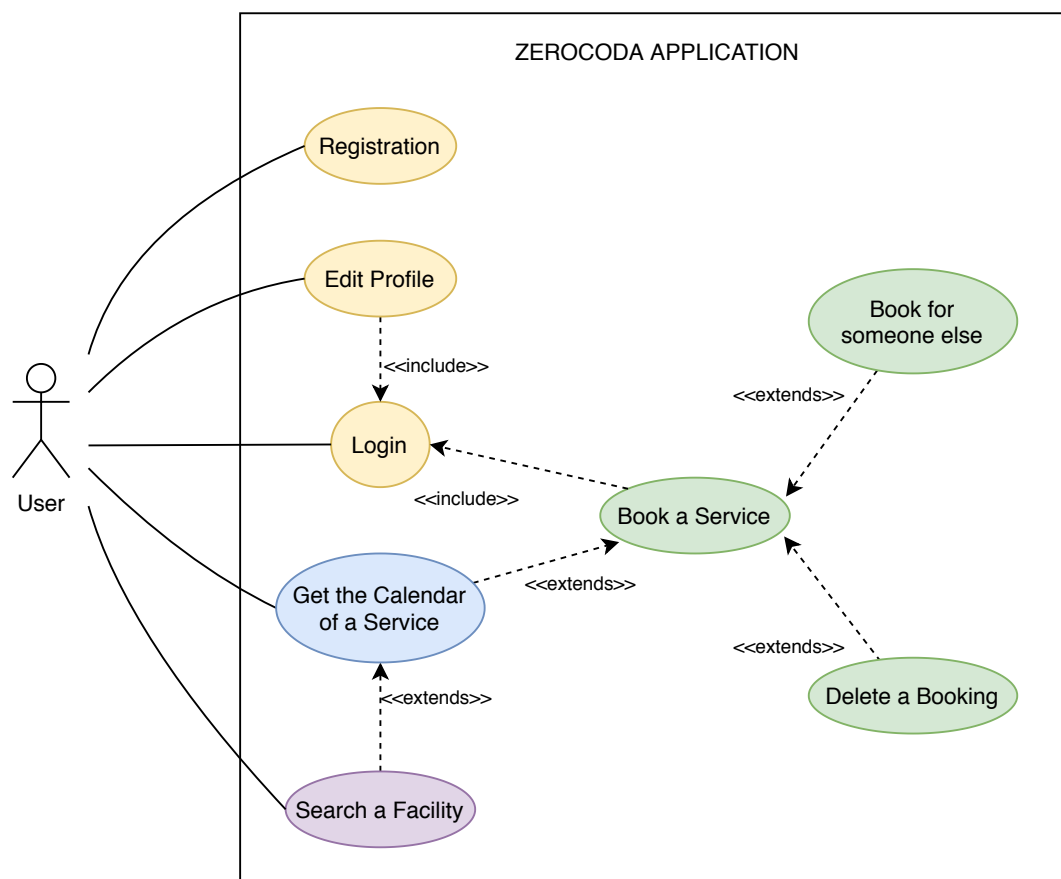 ZEROCODA APPLICATION
Registration
Edit Profile
<<include>>
Login
User
<<include>>
Book for
someone else
<<extends>>
Book a Service
Get the Calendar
of a Service
<<extends>>
<<extends>>
Delete a Booking
<<extends>>
Search a Facility